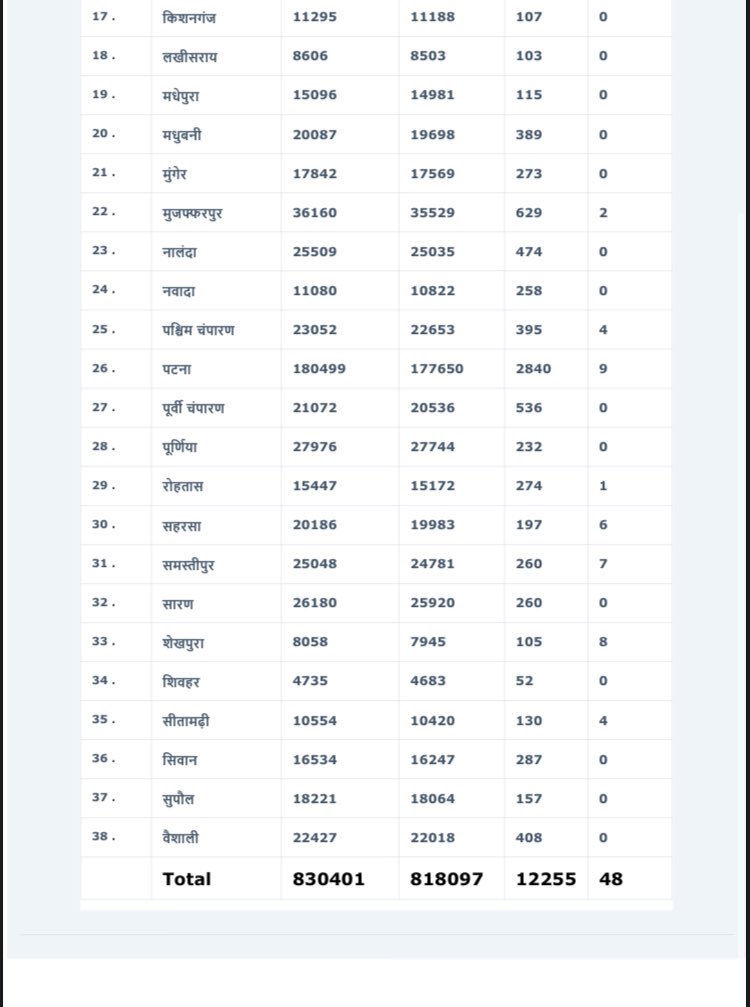 17 . किशनगंज 11295 11188 107 0
18 . लखीसराय 8606 8503 103 0
19 . मधेपुरा 15096 14981 115 0
20 . मधुबनी 20087 19698 389 0
21 . मुंगेर 17842 17569 273 0
22 . मुजफ्फरपुर 36160 35529 629 2
23 . नालंदा 25509 25035 474 0
24 . नवादा 11080 10822 258 0
25 . पश्चिम चंपारण 23052 22653 395 4
26 . पटना 180499 177650 2840 9
27 . पूर्वी चंपारण 21072 20536 536 0
28 . पूर्णिया 27976 27744 232 0
29 . रोहतास 15447 15172 274 1
30 . सहरसा 20186 19983 197 6
31 . समस्तीपुर 25048 24781 260 7
32 . सारण 26180 25920 260 0
33 . शेखपुरा 8058 7945 105 8
34 . शिवहर 4735 4683 52 0
35 . सीतामढ़ी 10554 10420 130 4
36 . सिवान 16534 16247 287 0
37 . सुपौल 18221 18064 157 0
38 . वैशाली 22427 22018 408 0
Total 830401 818097 12255 48